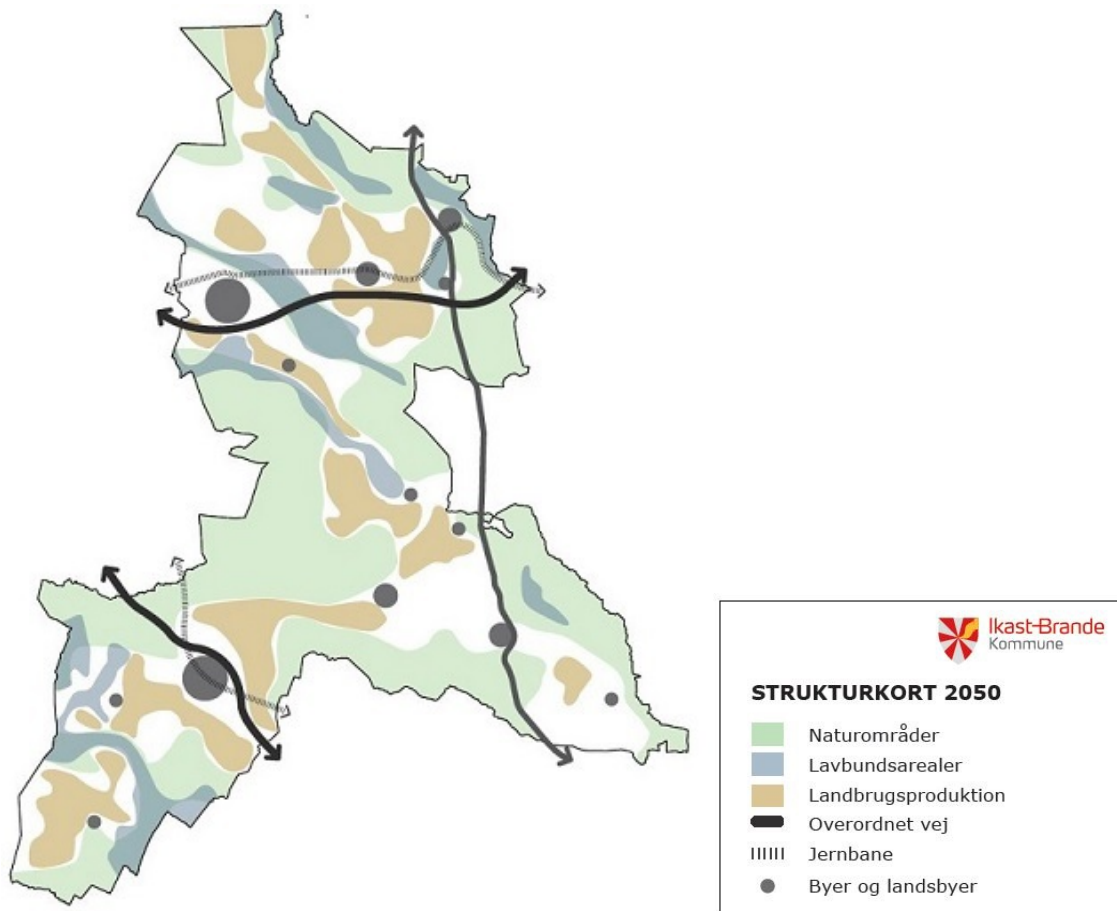 Ikast-Brande
Kommune
STRUKTURKORT 2050
Naturområder
Lavbundsarealer
Landbrugsproduktion
Overordnet vej
Jernbane
Byer og landsbyer